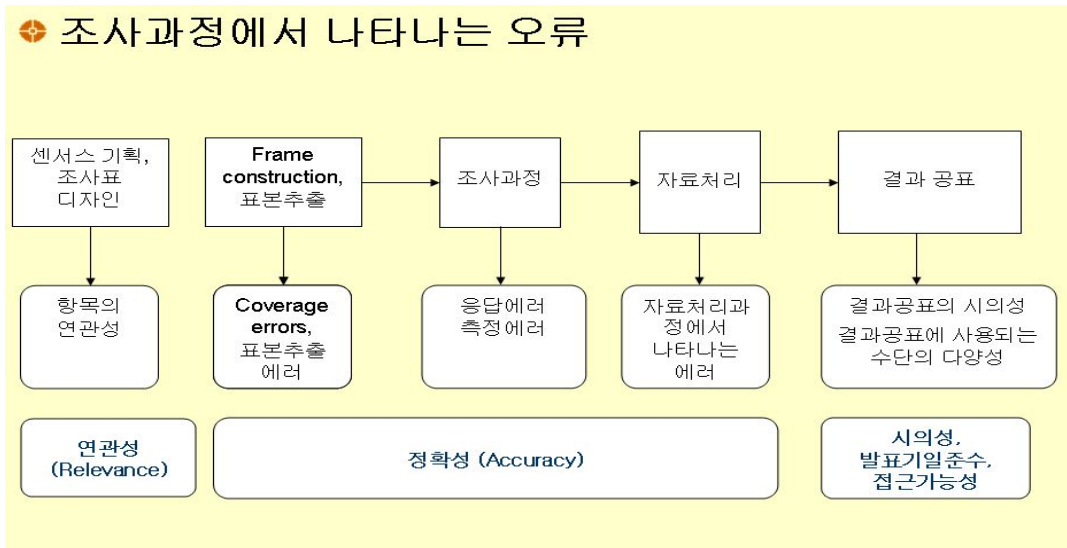 조사과정에서 나타나는 오류
센서스 기획,
조사표
디자인
Frame
construction,
표본추출
조사과정
자료처리
결과 공표
항목의
연관성
Coverage
errors,
표본추출
에러
응답에러
측정에러
자료처리과
정에서
나타나는
에러
결과공표의 시의성
결과공표에 사용되는
수단의 다양성
연관성
(Relevance)
정확성 (Accuracy)
시의성,
발표기일준수,
접근가능성